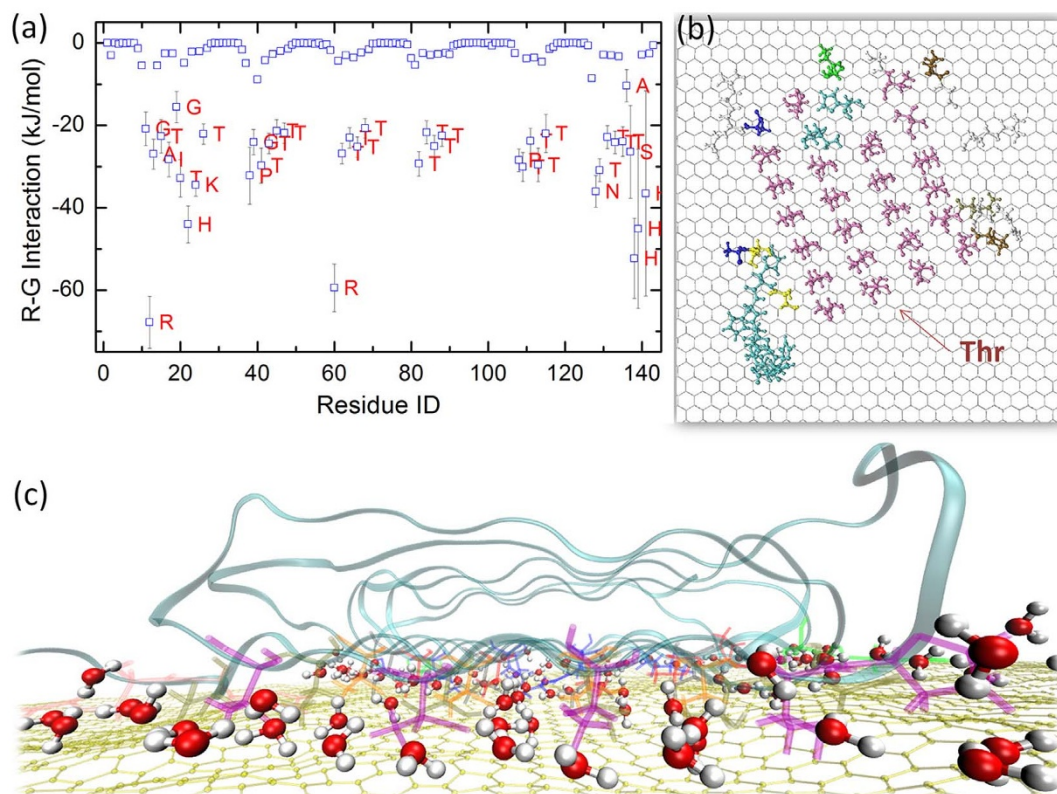 (a)
R-G Interaction (kJ/mol)
0
-20
-40
-60
A
G
G T T T T T T T T T
A I T T T T P T T S
K P N
H H
R R H
0 20 40 60 80 100 120 140
Residue ID
(b)
Thr
(c)